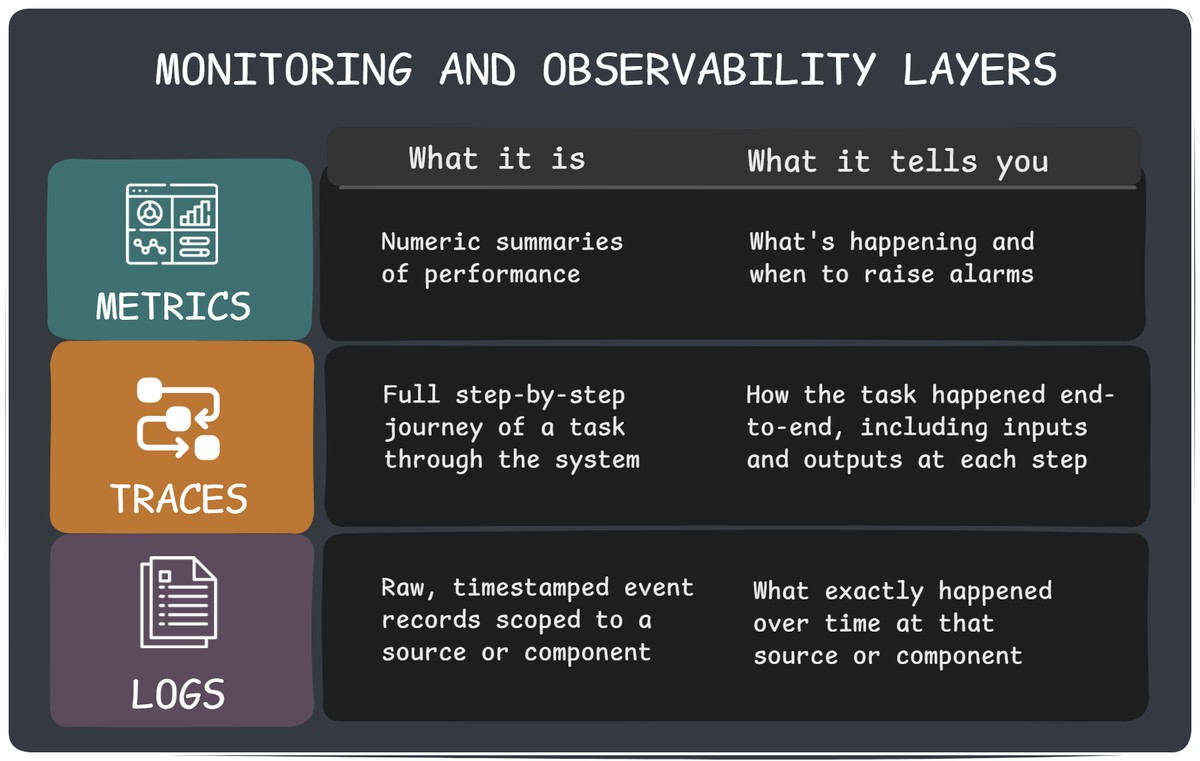 MONITORING AND OBSERVABILITY LAYERS
What it is
What it tells you
METRICS
Numeric summaries
of performance
What's happening and
when to raise alarms
TRACES
Full step-by-step
journey of a task
through the system
How the task happened end-
to-end, including inputs
and outputs at each step
LOGS
Raw, timestamped event
records scoped to a
source or component
What exactly happened
over time at that
source or component